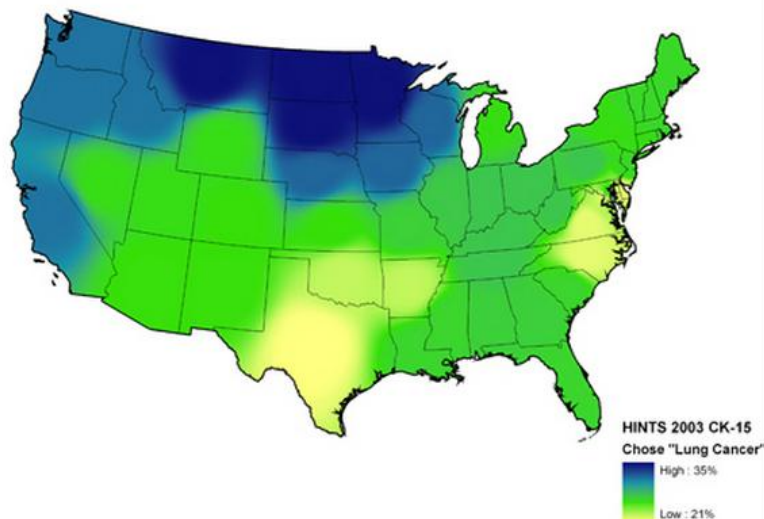 HINTS 2003 CK-15
Chose "Lung Cancer"
High : 35%
Low : 21%